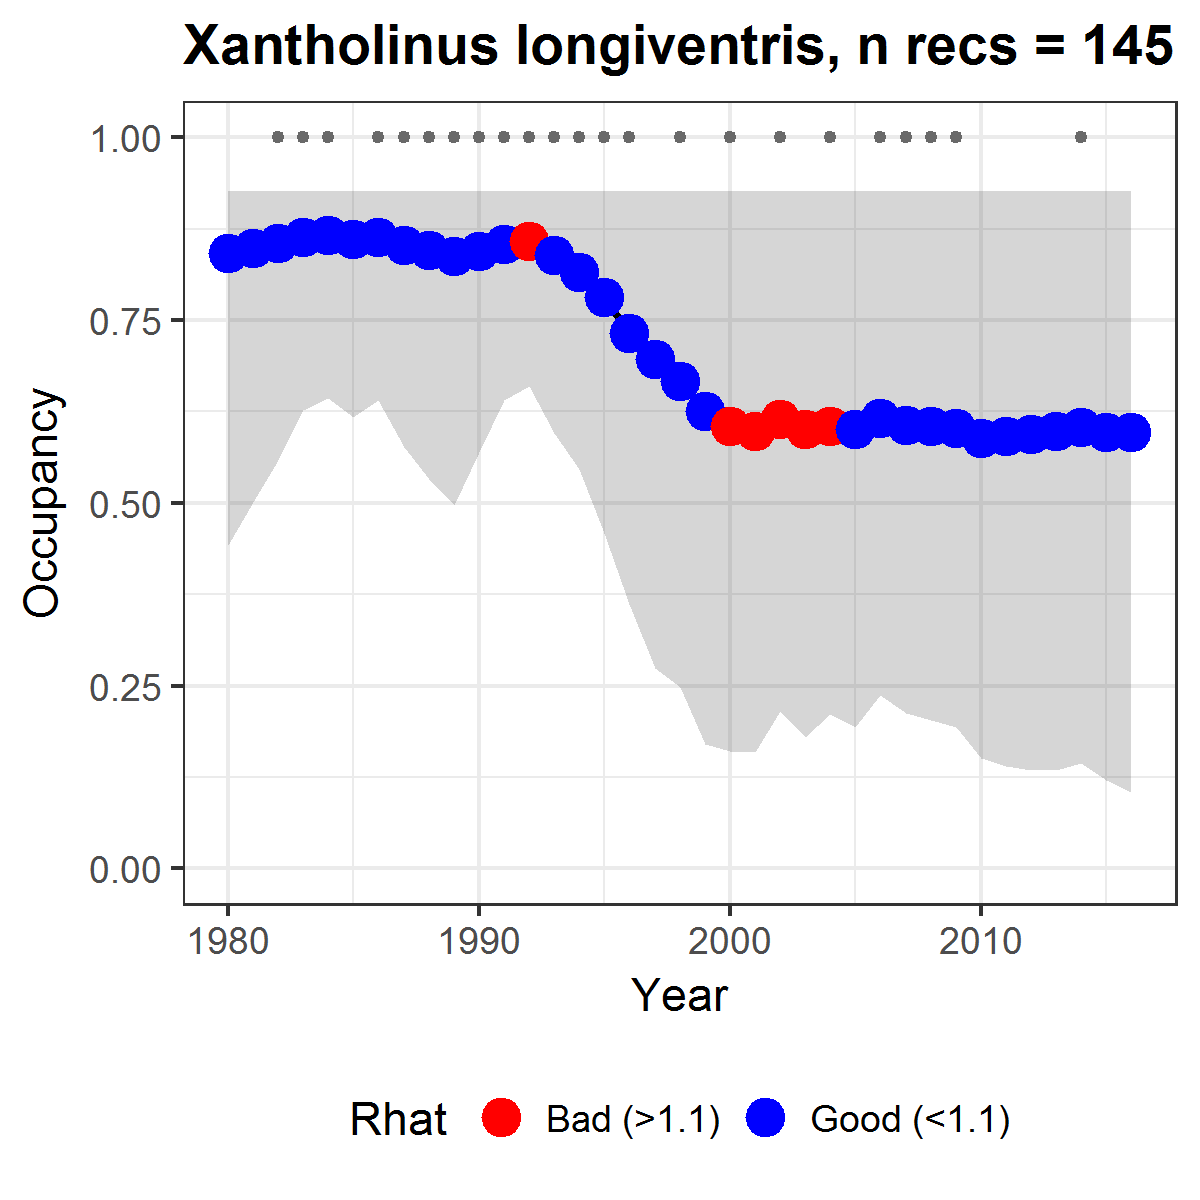 Xantholinus longiventris, n recs = 145
1.00
0.75
0.50
0.25
0.00
Occupancy
1980 1990 2000 2010
Year
Rhat Bad (>1.1) Good (<1.1)